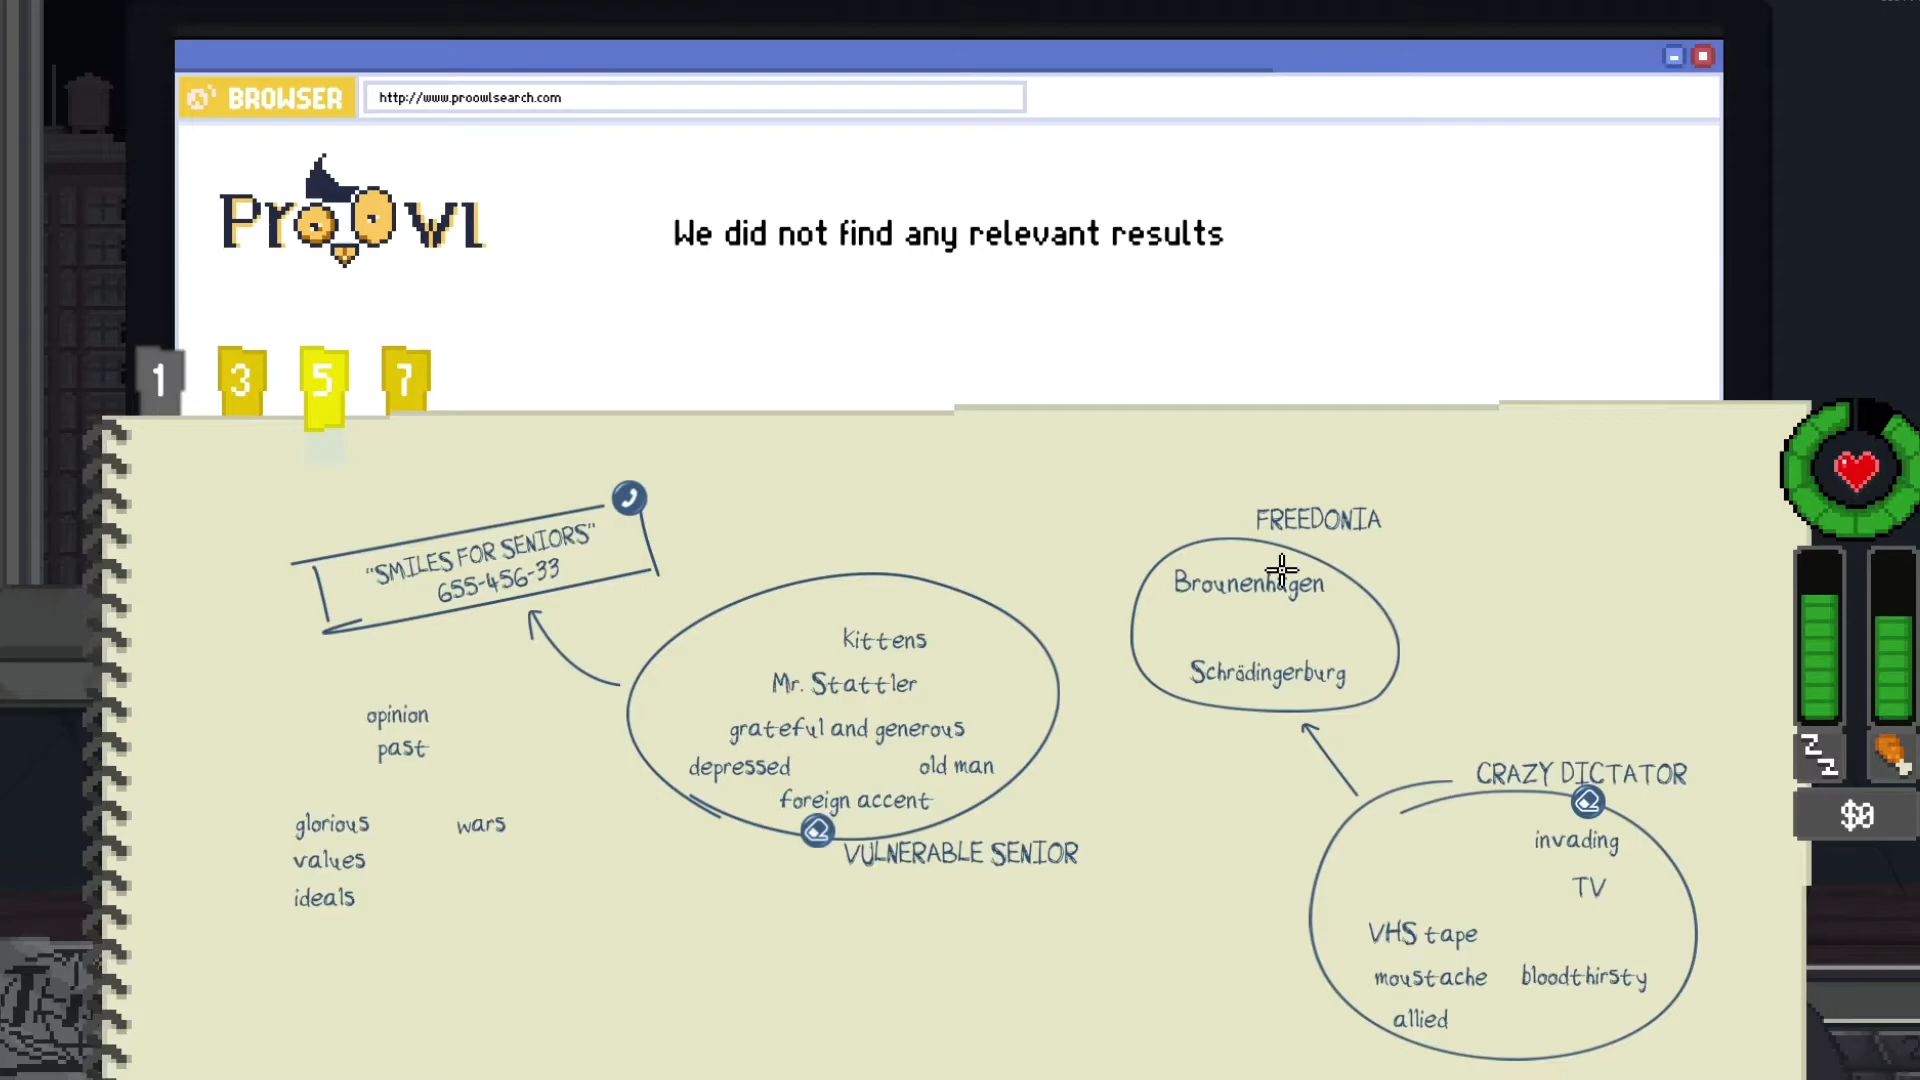 BROWSER
http://www.proowlsearch.com
PrOOwl
We did not find any relevant results
1 3 5 7
"SMILES FOR SENIORS"
655-456-33
opinion
past
glorious wars
values
ideals
Kittens
Mr. Stattler
grateful and generous
depressed old man
foreign accent
VULNERABLE SENIOR
FREEDONIA
Brounenhagen
Schrödingerburg
CRAZY DICTATOR
invading
TV
VHS tape
moustache bloodthirsty
allied
Z
Z
$0